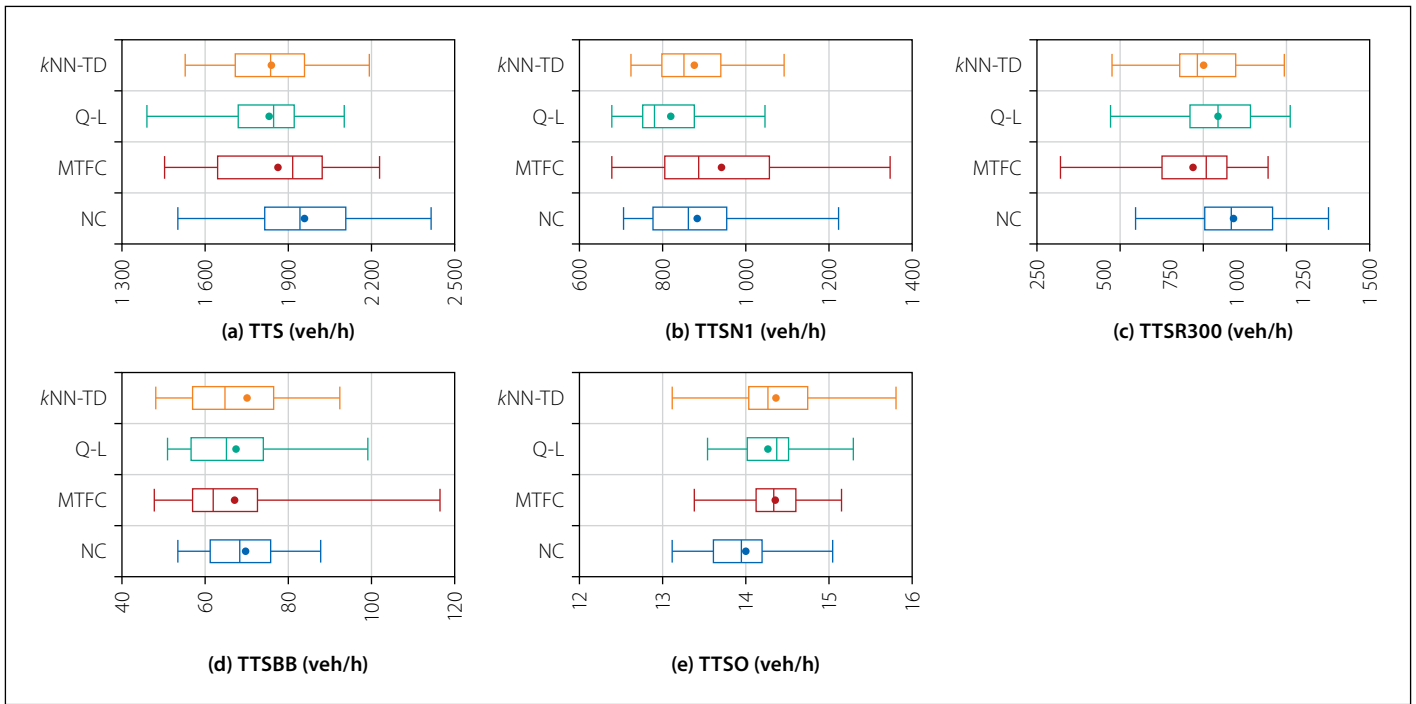 kNN-TD
Q-L
MTFC
NC
1 300
1 600
1 900
2 200
2 500
(a) TTS (veh/h)
kNN-TD
Q-L
MTFC
NC
600
800
1 000
1 200
1 400
(b) TTSN1 (veh/h)
kNN-TD
Q-L
MTFC
NC
250
500
750
1 000
1 250
1 500
(c) TTSR300 (veh/h)
kNN-TD
Q-L
MTFC
NC
40
60
80
100
120
(d) TTSBB (veh/h)
kNN-TD
Q-L
MTFC
NC
12
13
14
15
16
(e) TTSO (veh/h)